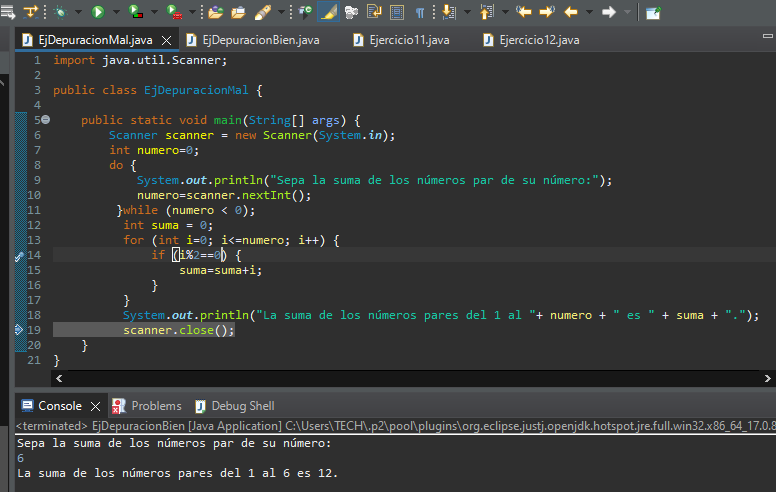 EjDepuracionMal.java
EjDepuracionBien.java
Ejercicio11.java
Ejercicio12.java
1 import java.util.Scanner;
2
3 public class EjDepuracionMal {
4
5 public static void main(String[] args) {
6 Scanner scanner = new Scanner(System.in);
7 int numero=0;
8 do {
9 System.out.println("Sepa la suma de los números par de su número:");
10 numero=scanner.nextInt();
11 }while (numero < 0);
12 int suma = 0;
13 for (int i=0; i<=numero; i++) {
14 if (i%2==0) {
15 suma=suma+i;
16 }
17 }
18 System.out.println("La suma de los números pares del 1 al "+ numero + " es " + suma + ".");
19 scanner.close();
20 }
21 }
Console
Problems
Debug Shell
<terminated> EjDepuracionBien [Java Application] C:\Users\TECH\.p2\pool\plugins\org.eclipse.justj.openjdk.hotspot.jre.full.win32.x86_64_17.0.8
Sepa la suma de los números par de su número:
6
La suma de los números pares del 1 al 6 es 12.